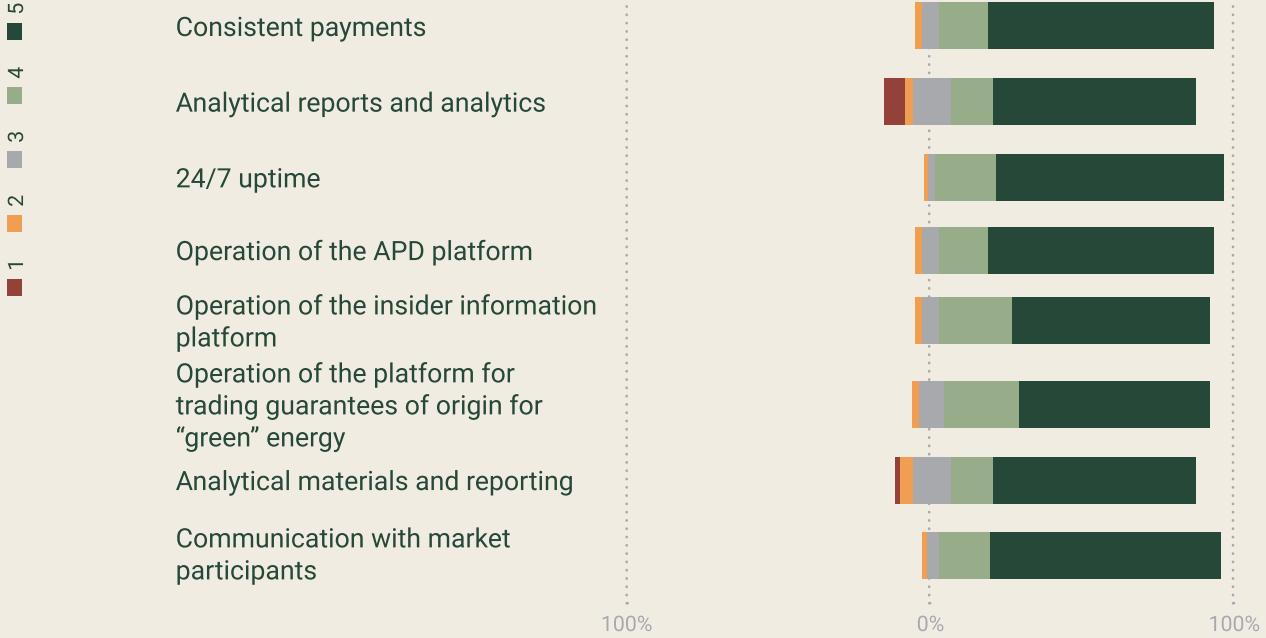 5
4
3
2
1
Consistent payments
Analytical reports and analytics
24/7 uptime
Operation of the APD platform
Operation of the insider information
platform
Operation of the platform for
trading guarantees of origin for
“green” energy
Analytical materials and reporting
Communication with market
participants
100%
0%
100%